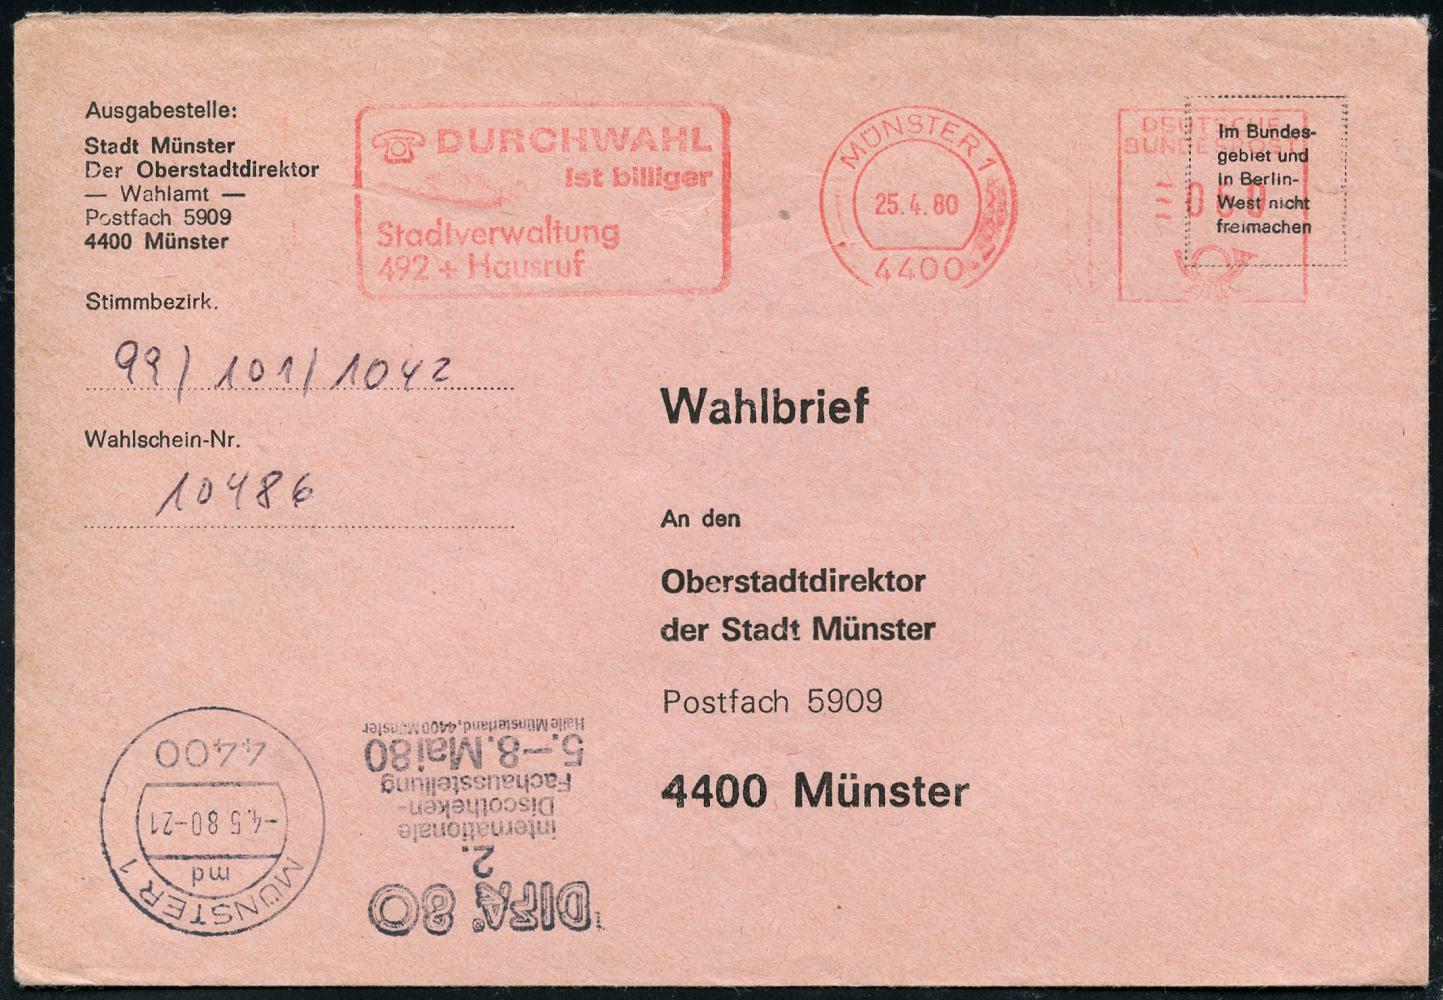 Ausgabestelle:
Stadt Münster
Der Oberstadtdirektor
— Wahlamt —
Postfach 5909
4400 Münster
DURCHWAHL
ist billiger
Stadtverwaltung
492 + Hausruf
MÜNSTER 1
25.4.80
4400
DEUTSCHE
BUNDESPOST
Im Bundes-
gebiet und
in Berlin-
West nicht
freimachen
Stimmbezirk.
99/101/1042
Wahlschein-Nr.
10486
Wahlbrief
An den
Oberstadtdirektor
der Stadt Münster
Postfach 5909
4400 Münster
MÜNSTER 1
md
-4.5.80-21
4400
DIFA 80
2.
internationale
Discotheken-
Fachausstellung
5.–8.Mai80
Halle Münsterland, 4400 Münster